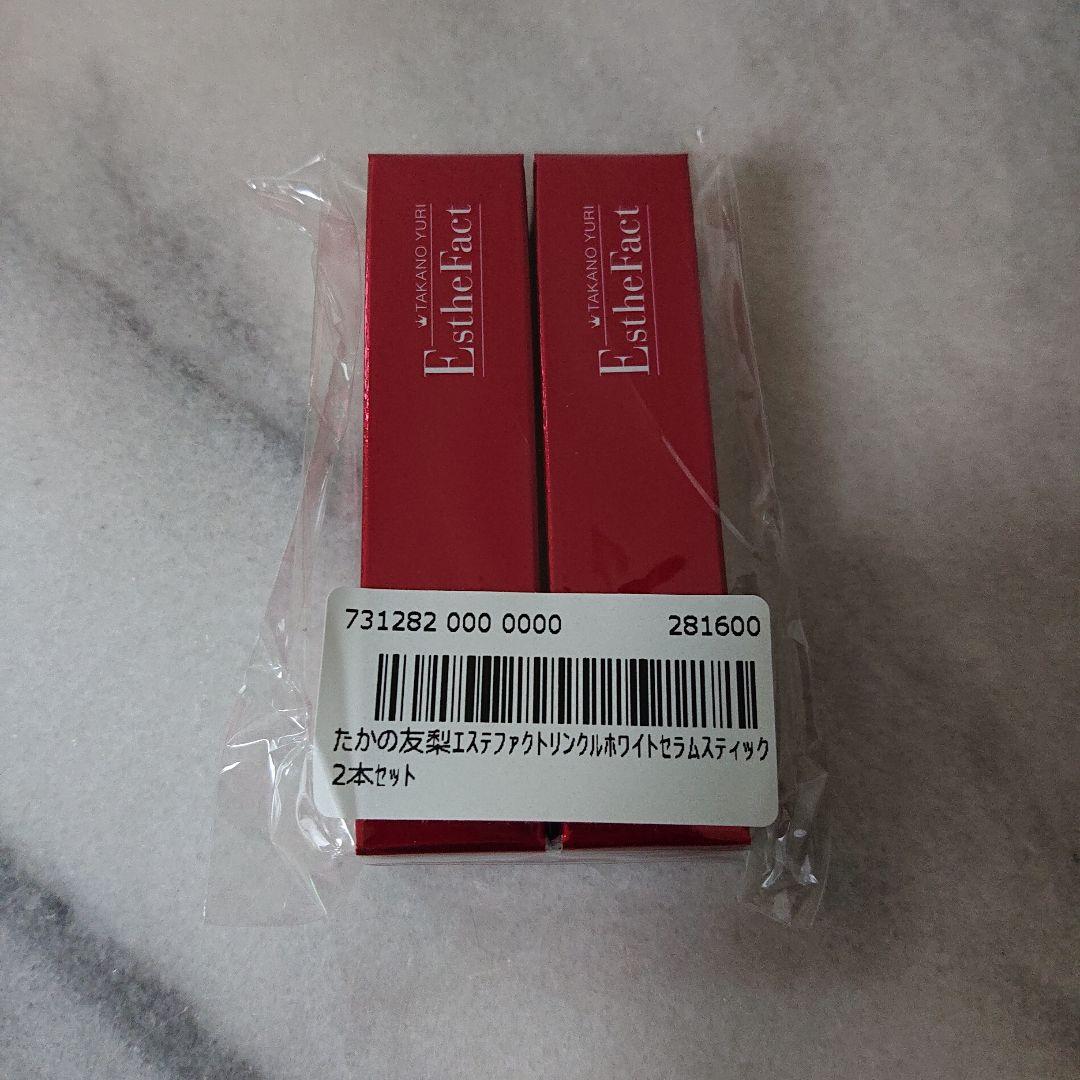 TAKANO YURI
EstheFact
TAKANO YURI
EstheFact
731282 000 0000 281600
たかの友梨ｴｽﾃﾌｧｸﾄﾘﾝｸﾙﾎﾜｲﾄｾﾗﾑｽﾃｨｯｸ
2本ｾｯﾄ